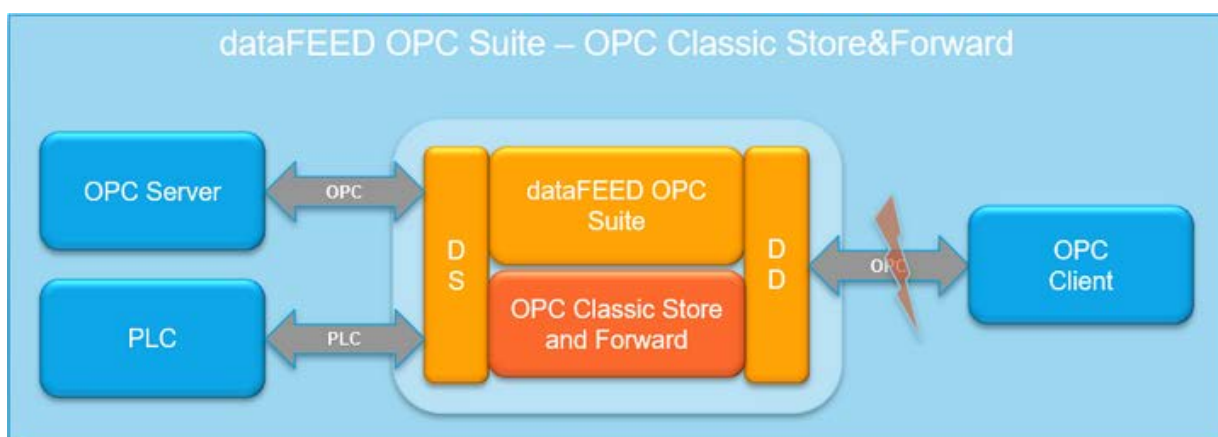 dataFEED OPC Suite – OPC Classic Store&Forward
OPC Server
OPC
PLC
PLC
D
S
dataFEED OPC
Suite
OPC Classic Store
and Forward
D
D
OPC
OPC
Client